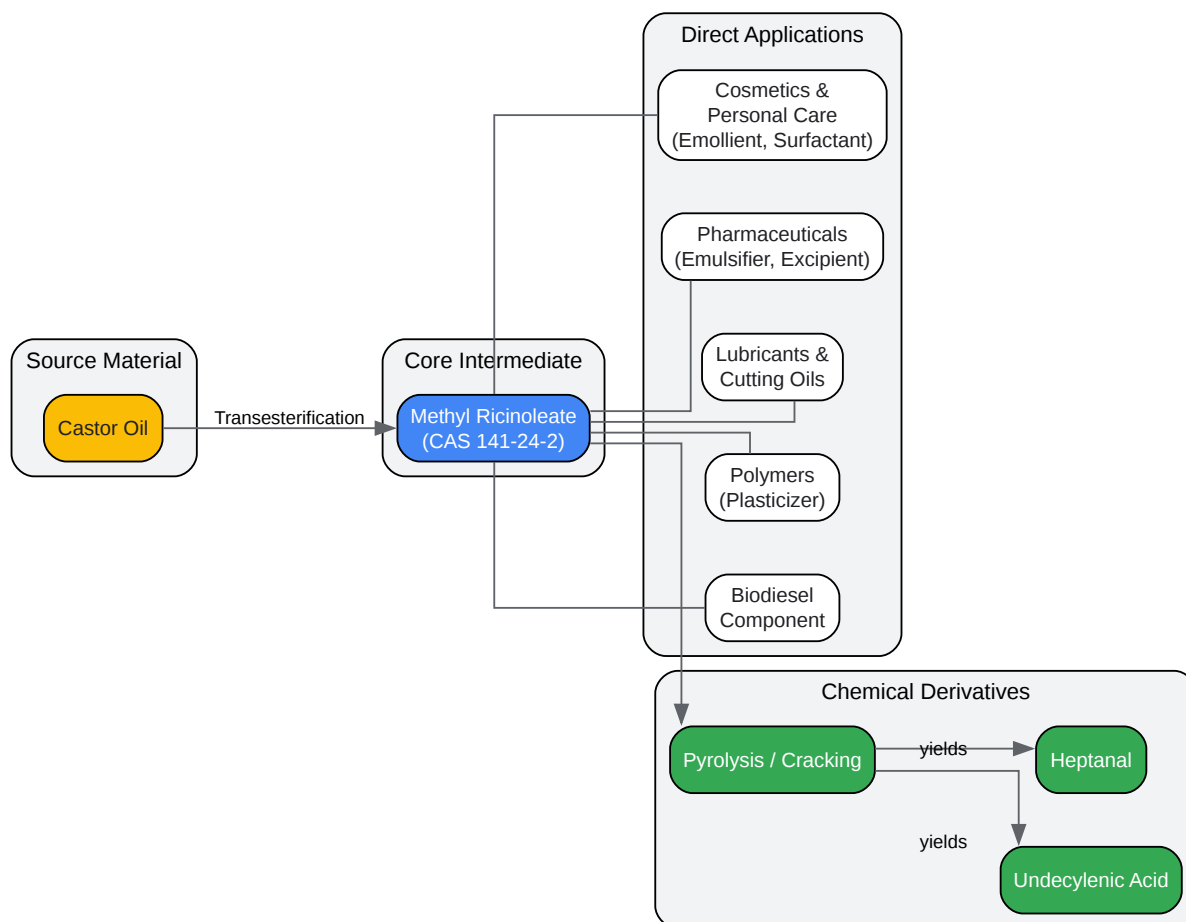 Direct Applications
Cosmetics &
Personal Care
(Emollient, Surfactant)
Pharmaceuticals
(Emulsifier, Excipient)
Source Material
Castor Oil
Transesterification
Core Intermediate
Methyl Ricinoleate
(CAS 141-24-2)
Lubricants &
Cutting Oils
Polymers
(Plasticizer)
Biodiesel
Component
Chemical Derivatives
Pyrolysis / Cracking
yields
Heptanal
yields
Undecylenic Acid